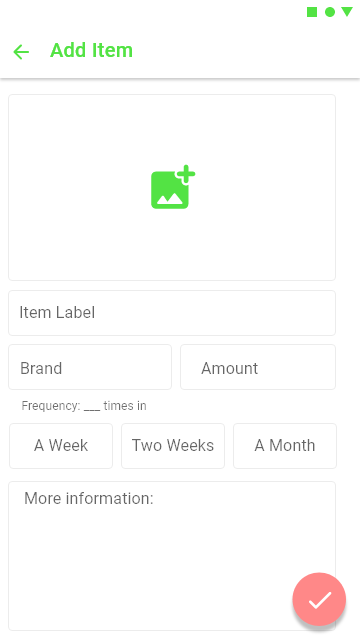 Add Item
Item Label
Brand
Amount
Frequency: ___ times in
A Week
Two Weeks
A Month
More information: